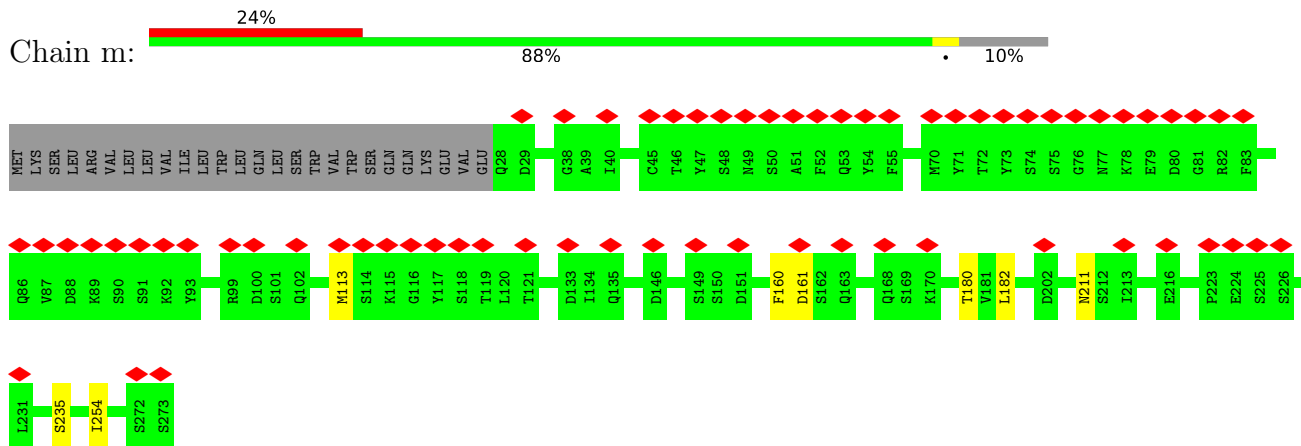 24%
Chain m:
88% • 10%
MET LYS SER LEU ARG VAL LEU LEU VAL ILE LEU TRP LEU GLN LEU SER TRP VAL TRP SER GLN GLN LYS GLU VAL GLU Q28 D29 G38 A39 I40 C45 T46 Y47 S48 N49 S50 A51 F52 Q53 Y54 F55 M70 Y71 T72 Y73 S74 S75 G76 N77 K78 E79 D80 G81 R82 F83
Q86 V87 D88 K89 S90 S91 K92 Y93 R99 D100 S101 Q102 M113 S114 K115 G116 Y117 S118 T119 L120 T121 D133 I134 Q135 D146 S149 S150 D151 F160 D161 S162 Q163 Q168 S169 K170 T180 V181 L182 D202 N211 S212 I213 E216 P223 E224 S225 S226
L231 S235 I254 S272 S273